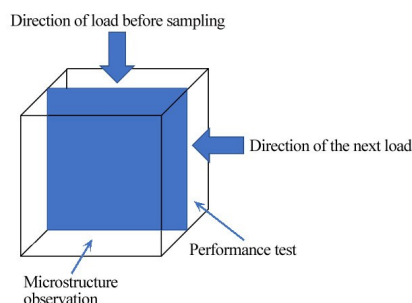 Direction of load before sampling
Direction of the next load
Performance test
Microstructure
observation